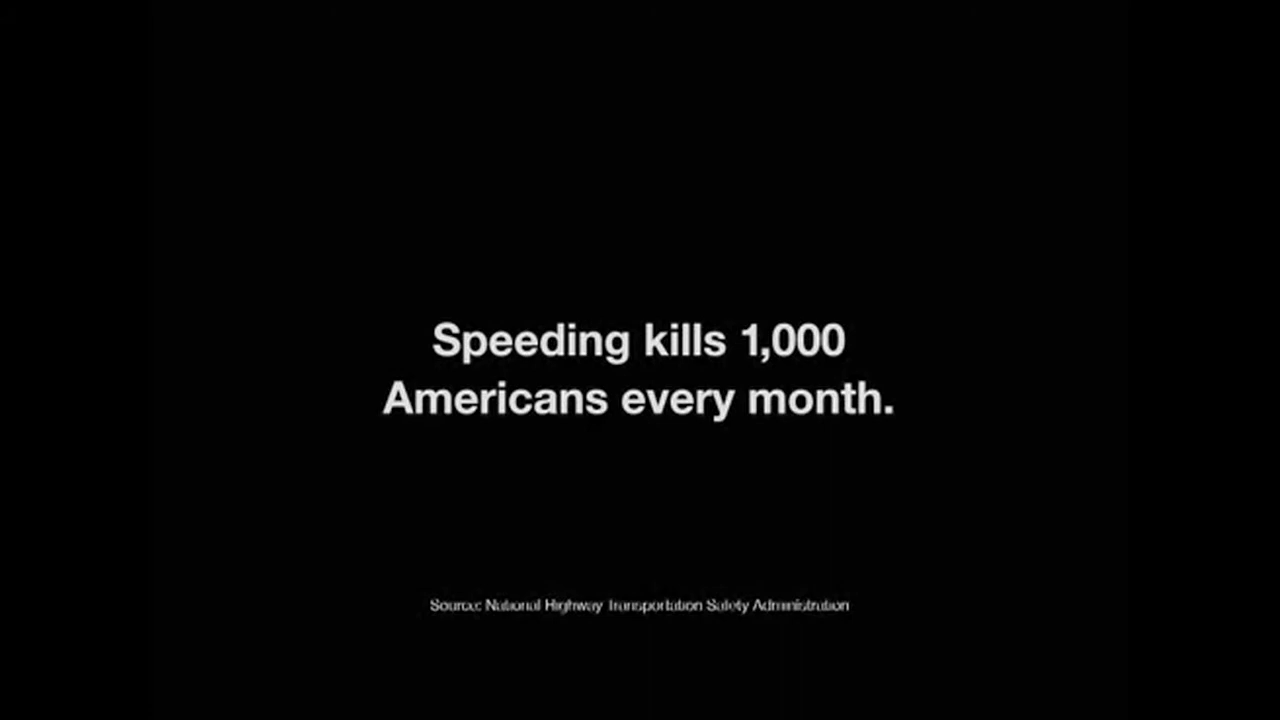 Speeding kills 1,000
Americans every month.
Source: National Highway Transportation Safety Administration